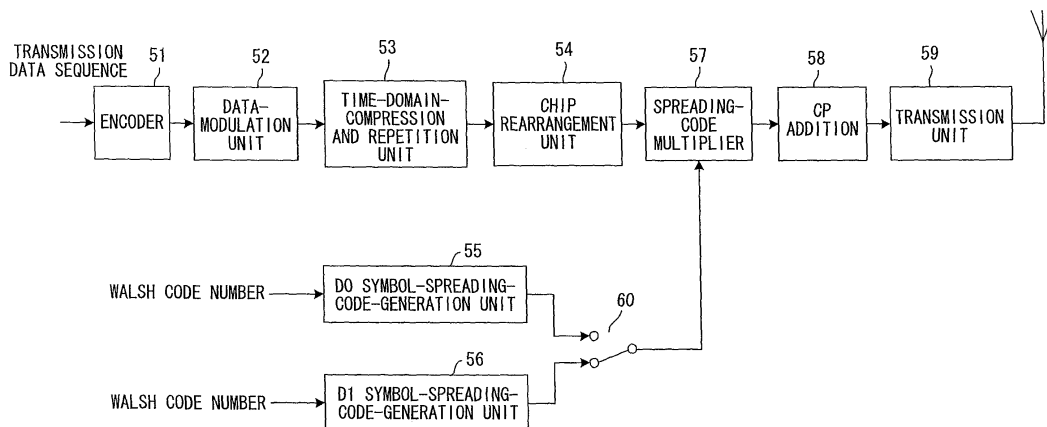 TRANSMISSION
DATA SEQUENCE
51
52
53
54
57
58
59
ENCODER
DATA-
MODULATION
UNIT
TIME-DOMAIN-
COMPRESSION
AND REPETITION
UNIT
CHIP
REARRANGEMENT
UNIT
SPREADING-
CODE
MULTIPLIER
CP
ADDITION
TRANSMISSION
UNIT
55
WALSH CODE NUMBER
D0 SYMBOL-SPREADING-
CODE-GENERATION UNIT
60
56
WALSH CODE NUMBER
D1 SYMBOL-SPREADING-
CODE-GENERATION UNIT